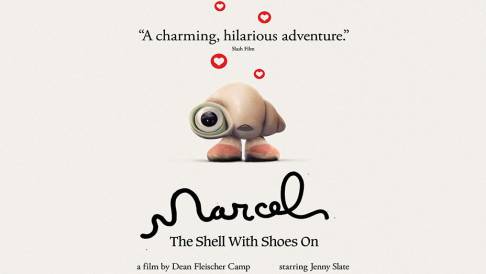 “A charming, hilarious adventure.”
Slash Film
Marcel
The Shell With Shoes On
a film by Dean Fleischer Camp starring Jenny Slate